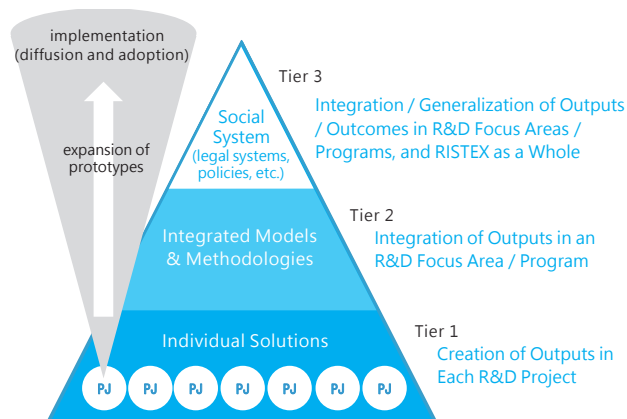 implementation
(diffusion and adoption)
expansion of
prototypes
Tier 3
Social
System
(legal systems,
policies, etc.)
Integration / Generalization of Outputs
/ Outcomes in R&D Focus Areas /
Programs, and RISTEX as a Whole
Tier 2
Integrated Models
& Methodologies
Integration of Outputs in an
R&D Focus Area / Program
Tier 1
Individual Solutions
Creation of Outputs in
Each R&D Project
PJ PJ PJ PJ PJ PJ PJ